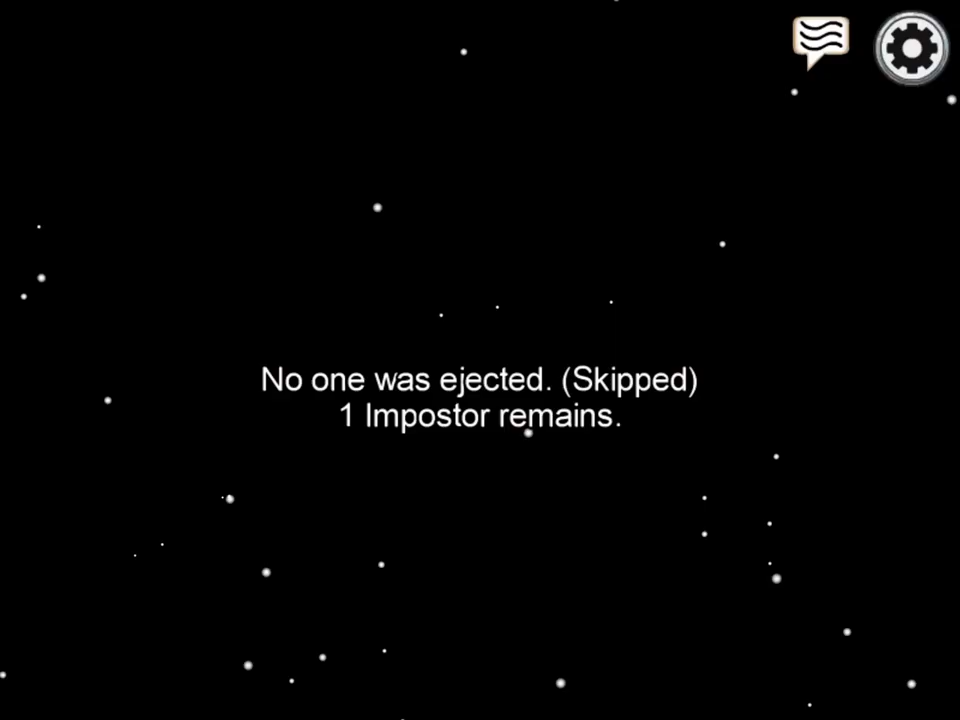 No one was ejected. (Skipped)
1 Impostor remains.